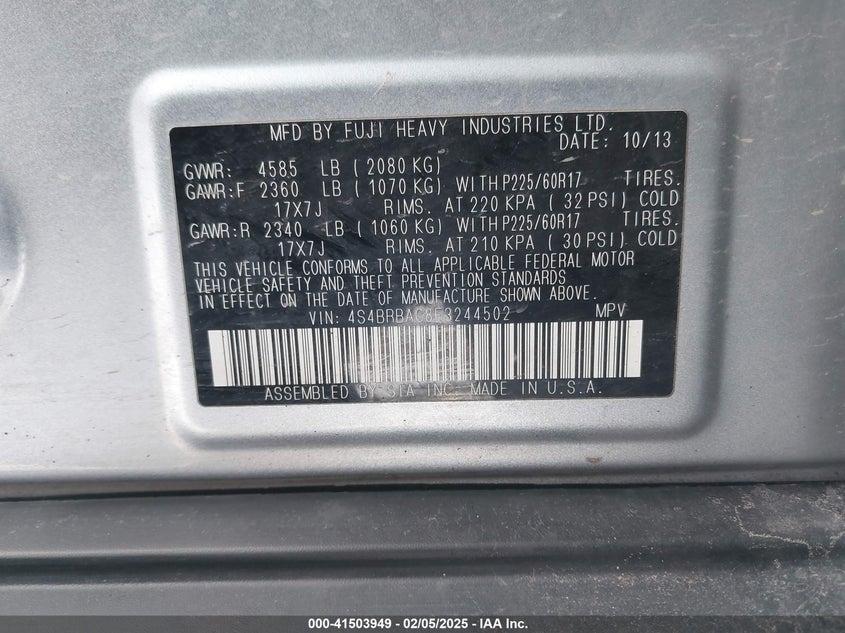 MFD BY FUJI HEAVY INDUSTRIES LTD.
DATE: 10/13
GVWR: 4585 LB ( 2080 KG)
GAWR: F 2360 LB ( 1070 KG) WITH P225/60R17 TIRES.
17X7J RIMS. AT 220 KPA ( 32 PSI) COLD
GAWR: R 2340 LB ( 1060 KG) WITH P225/60R17 TIRES.
17X7J RIMS. AT 210 KPA ( 30 PSI) COLD
THIS VEHICLE CONFORMS TO ALL APPLICABLE FEDERAL MOTOR
VEHICLE SAFETY AND THEFT PREVENTION STANDARDS
IN EFFECT ON THE DATE OF MANUFACTURE SHOWN ABOVE.
VIN: 4S4BRBAC8E3244502 MPV
ASSEMBLED BY SIA INC. MADE IN U.S.A.
000-41503949 - 02/05/2025 - IAA Inc.